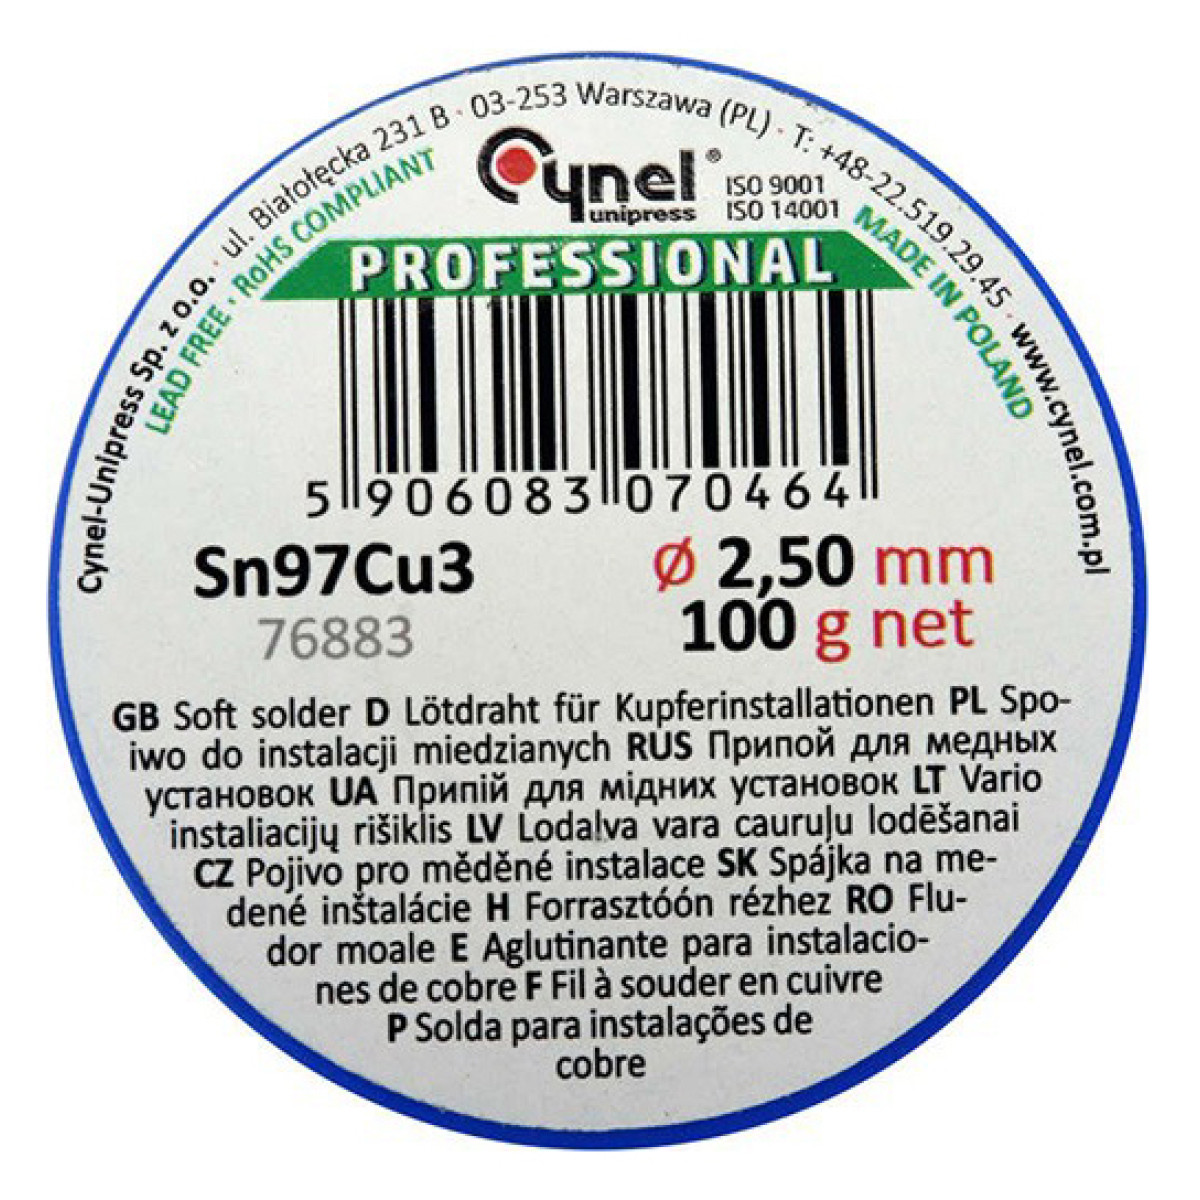 Cynel-Unipress Sp. z o.o. · ul. Białołęcka 231 B · 03-253 Warszawa (PL) · T: +48-22.519.29.45 · www.cynel.com.pl
LEAD FREE · RoHS COMPLIANT
Cynel®
unipress
ISO 9001
ISO 14001
MADE IN POLAND
PROFESSIONAL
5 906083 070464
Sn97Cu3
76883
Ø 2,50 mm
100 g net
GB Soft solder D Lötdraht für Kupferinstallationen PL Spo-
iwo do instalacji miedzianych RUS Припой для медных
установок UA Припій для мідних установок LT Vario
instaliacijų rišiklis LV Lodalva vara cauruļu lodēšanai
CZ Pojivo pro měděné instalace SK Spájka na me-
dené inštalácie H Forrasztóón rézhez RO Flu-
dor moale E Aglutinante para instalacio-
nes de cobre F Fil à souder en cuivre
P Solda para instalações de
cobre